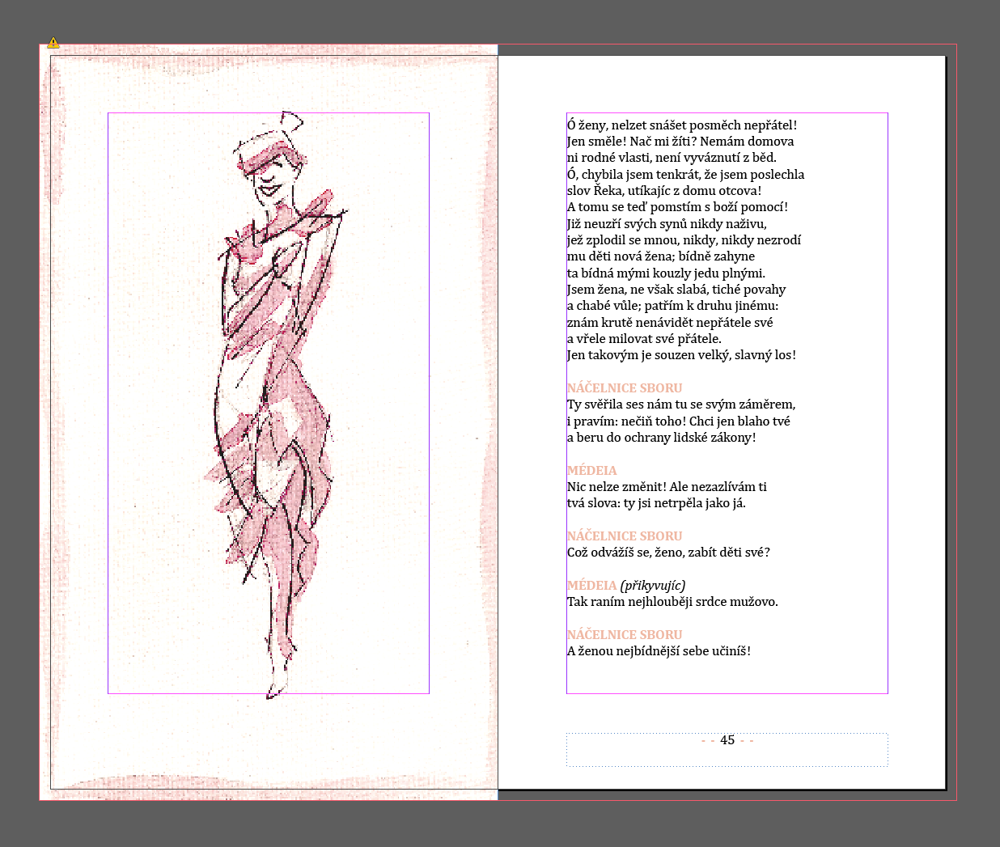 Ó ženy, nelzet snášet posměch nepřátel!
Jen směle! Nač mi žíti? Nemám domova
ni rodné vlasti, není vyváznutí z běd.
Ó, chybila jsem tenkrát, že jsem poslechla
slov Řeka, utíkajíc z domu otcova!
A tomu se teď pomstím s boží pomocí!
Již neuzří svých synů nikdy naživu,
jež zplodil se mnou, nikdy, nikdy nezrodí
mu děti nová žena; bídně zahyne
ta bídná mými kouzly jedu plnými.
Jsem žena, ne však slabá, tiché povahy
a chabé vůle; patřím k druhu jinému:
znám krutě nenávidět nepřátele své
a vřele milovat své přátele.
Jen takovým je souzen velký, slavný los!
NÁČELNICE SBORU
Ty svěřila ses nám tu se svým záměrem,
i pravím: nečiň toho! Chci jen blaho tvé
a beru do ochrany lidské zákony!
MÉDEIA
Nic nelze změnit! Ale nezazlívám ti
tvá slova: ty jsi netrpěla jako já.
NÁČELNICE SBORU
Což odvážíš se, ženo, zabít děti své?
MÉDEIA (přikyvujíc)
Tak raním nejhlouběji srdce mužovo.
NÁČELNICE SBORU
A ženou nejbídnější sebe učiníš!
- - 45 - -